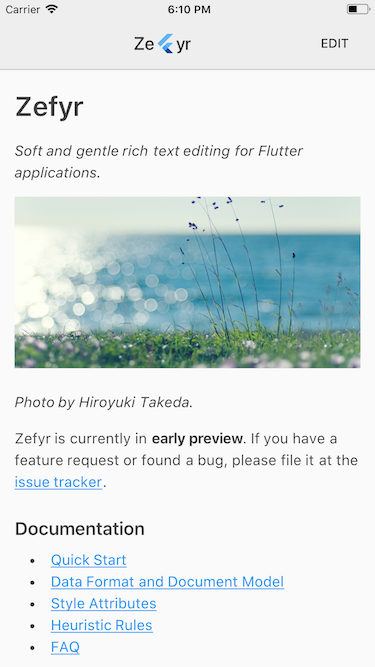 Carrier 6:10 PM
Zefyr EDIT
Zefyr
Soft and gentle rich text editing for Flutter
applications.
Photo by Hiroyuki Takeda.
Zefyr is currently in early preview. If you have a
feature request or found a bug, please file it at the
issue tracker.
Documentation
• Quick Start
• Data Format and Document Model
• Style Attributes
• Heuristic Rules
• FAQ